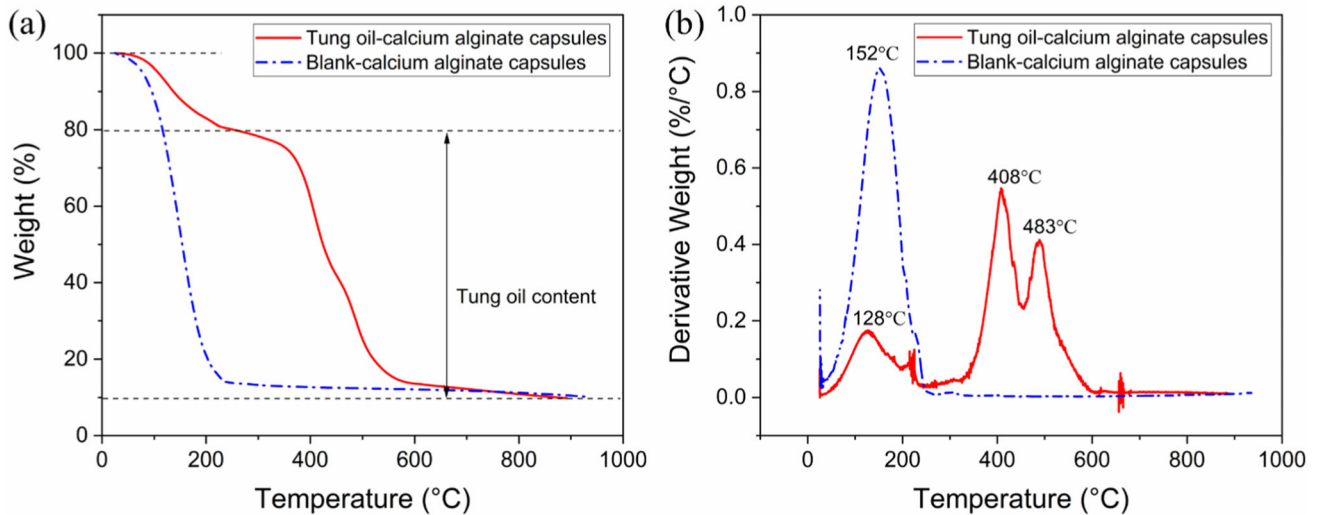 (a)
Tung oil-calcium alginate capsules
Blank-calcium alginate capsules
100
80
60
40
20
0
Weight (%)
Tung oil content
0 200 400 600 800 1000
Temperature (°C)
(b)
Tung oil-calcium alginate capsules
Blank-calcium alginate capsules
1.0
0.8
0.6
0.4
0.2
0.0
Derivative Weight (%/°C)
152°C
408°C
483°C
128°C
0 200 400 600 800 1000
Temperature (°C)